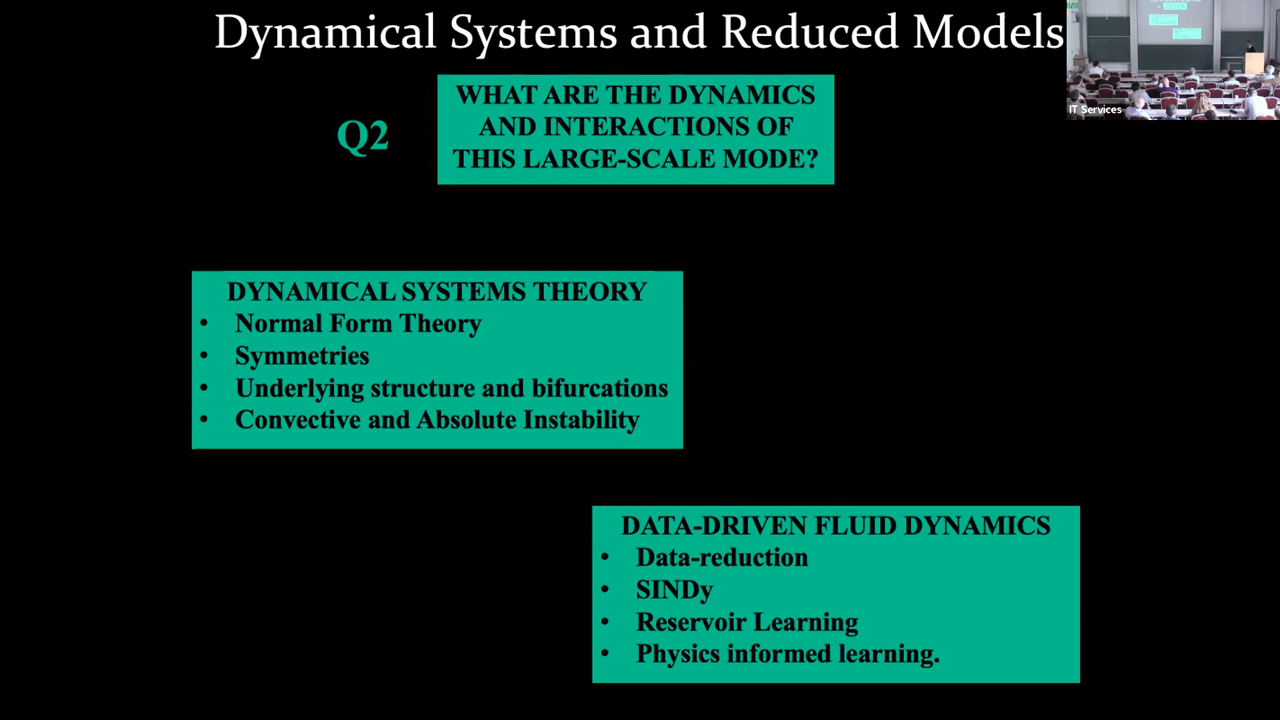 Dynamical Systems and Reduced Models
IT Services
Q2
WHAT ARE THE DYNAMICS
AND INTERACTIONS OF
THIS LARGE-SCALE MODE?
DYNAMICAL SYSTEMS THEORY
• Normal Form Theory
• Symmetries
• Underlying structure and bifurcations
• Convective and Absolute Instability
DATA-DRIVEN FLUID DYNAMICS
• Data-reduction
• SINDy
• Reservoir Learning
• Physics informed learning.